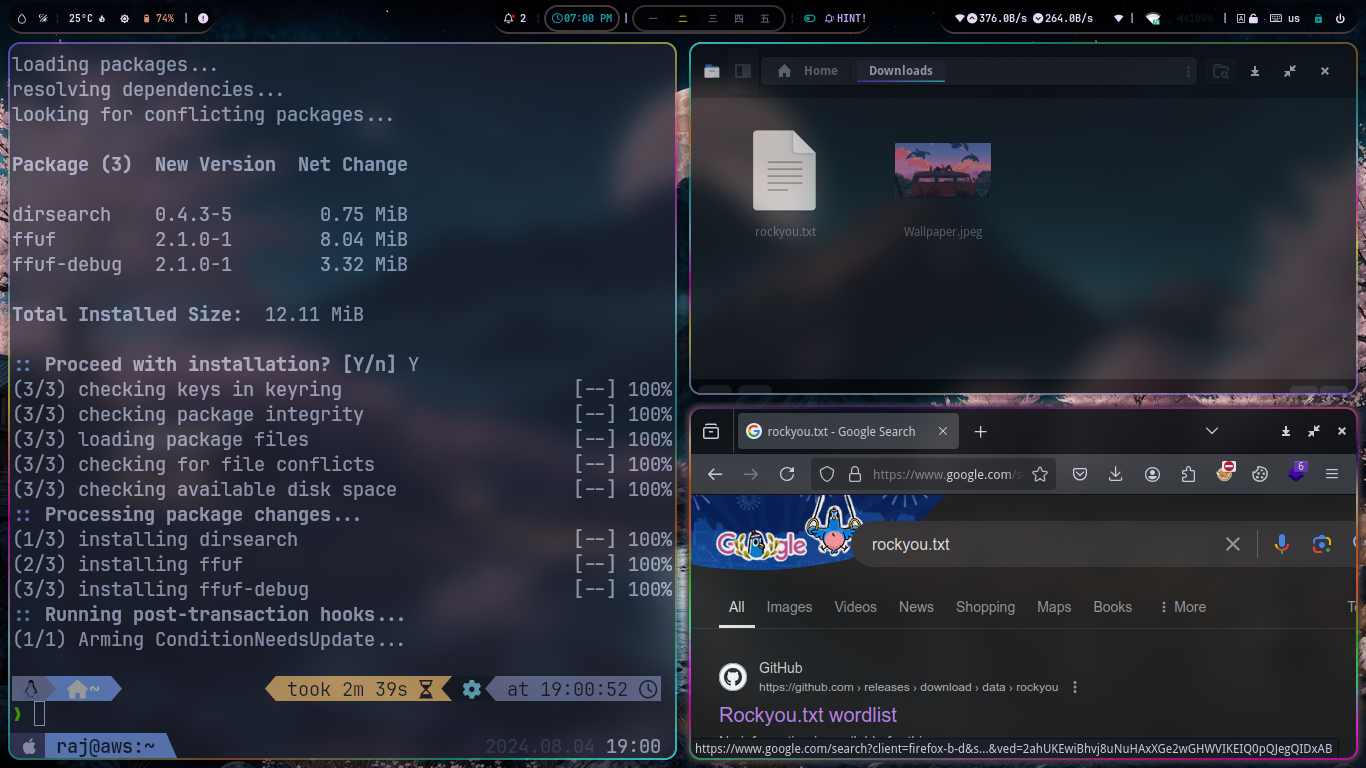 25°C 74%
2 07:00 PM 一 二 三 四 五 HINT!
376.0B/s 264.0B/s 100% us
loading packages...
resolving dependencies...
looking for conflicting packages...
Package (3) New Version Net Change
dirsearch 0.4.3-5 0.75 MiB
ffuf 2.1.0-1 8.04 MiB
ffuf-debug 2.1.0-1 3.32 MiB
Total Installed Size: 12.11 MiB
:: Proceed with installation? [Y/n] Y
(3/3) checking keys in keyring [--] 100%
(3/3) checking package integrity [--] 100%
(3/3) loading package files [--] 100%
(3/3) checking for file conflicts [--] 100%
(3/3) checking available disk space [--] 100%
:: Processing package changes...
(1/3) installing dirsearch [--] 100%
(2/3) installing ffuf [--] 100%
(3/3) installing ffuf-debug [--] 100%
:: Running post-transaction hooks...
(1/1) Arming ConditionNeedsUpdate...
~ took 2m 39s at 19:00:52
❯
raj@aws:~ 2024.08.04 19:00
Home Downloads
rockyou.txt Wallpaper.jpeg
rockyou.txt - Google Search
https://www.google.com/s
6
Google rockyou.txt
All Images Videos News Shopping Maps Books More
GitHub
https://github.com › releases › download › data › rockyou
Rockyou.txt wordlist
https://www.google.com/search?client=firefox-b-d&s...&ved=2ahUKEwiBhvj8uNuHAxXGe2wGHWVIKEIQ0pQJegQIDxAB